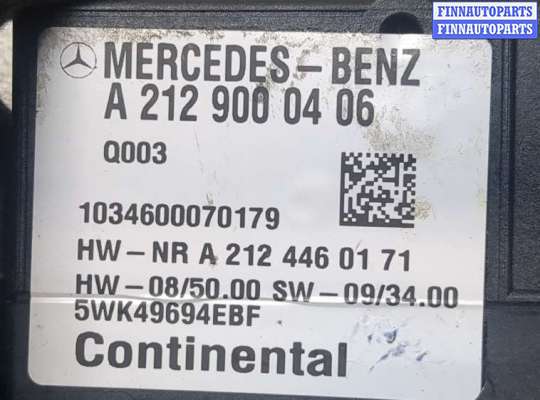 FINNAUTOPARTS
FINNAUTOPARTS
MERCEDES-BENZ
A 212 900 04 06
Q003
1034600070179
HW-NR A 212 446 01 71
HW-08/50.00 SW-09/34.00
5WK49694EBF
Continental